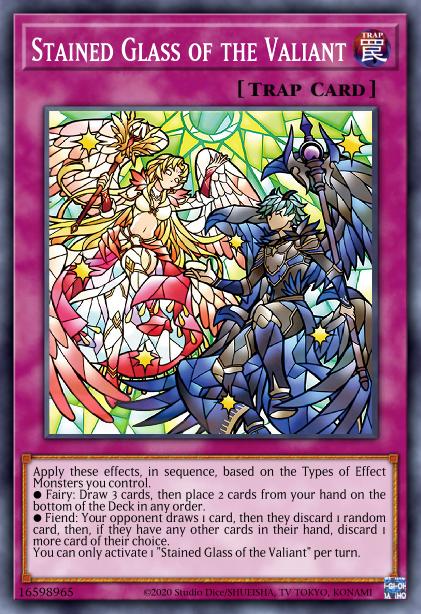 STAINED GLASS OF THE VALIANT
TRAP
罠
[TRAP CARD]
Apply these effects, in sequence, based on the Types of Effect
Monsters you control.
● Fairy: Draw 3 cards, then place 2 cards from your hand on the
bottom of the Deck in any order.
● Fiend: Your opponent draws 1 card, then they discard 1 random
card, then, if they have any other cards in their hand, discard 1
more card of their choice.
You can only activate 1 "Stained Glass of the Valiant" per turn.
16598965
©2020 Studio Dice/SHUEISHA, TV TOKYO, KONAMI